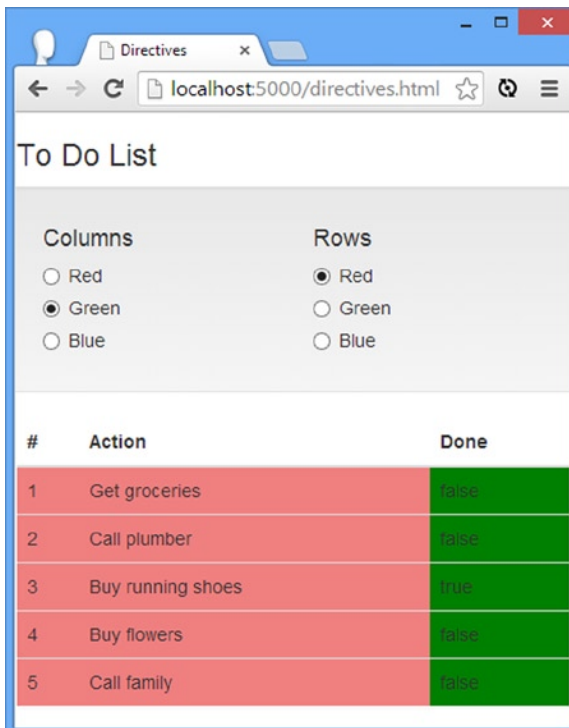 Directives
localhost:5000/directives.html
To Do List
Columns Rows
Red Red
Green Green
Blue Blue
# Action Done
1 Get groceries false
2 Call plumber false
3 Buy running shoes true
4 Buy flowers false
5 Call family false